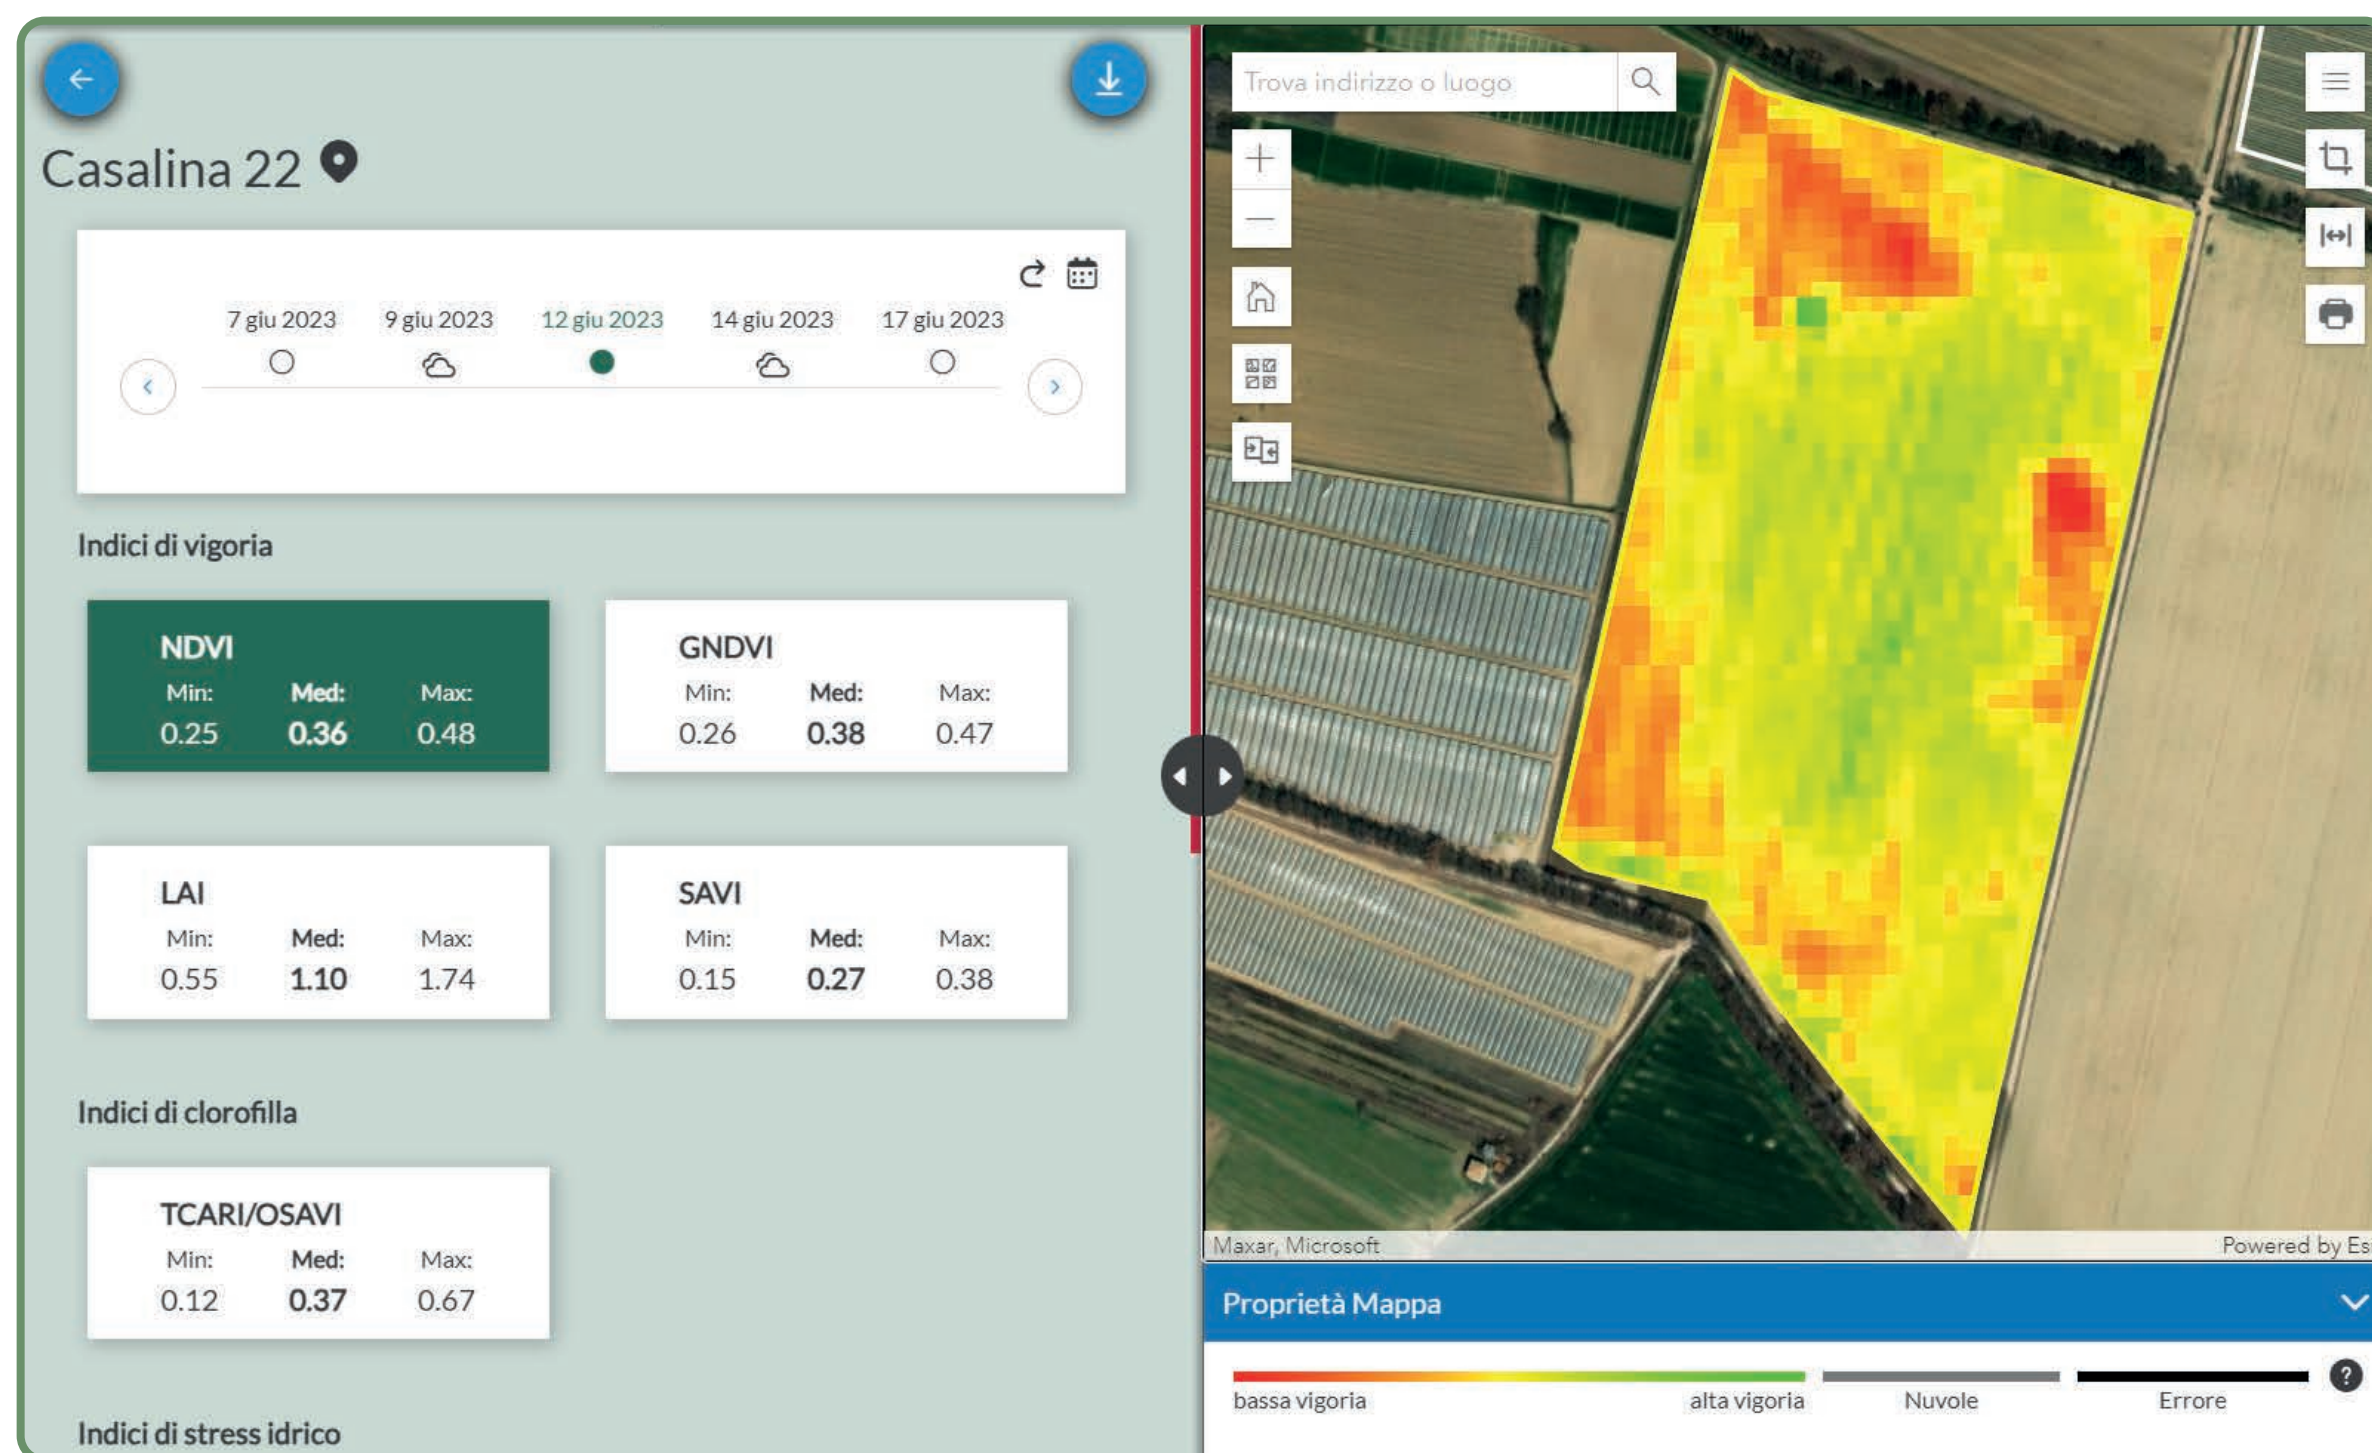 Casalina 22
7 giu 2023 9 giu 2023 12 giu 2023 14 giu 2023 17 giu 2023
Indici di vigoria
NDVI
Min: Med: Max:
0.25 0.36 0.48
GNDVI
Min: Med: Max:
0.26 0.38 0.47
LAI
Min: Med: Max:
0.55 1.10 1.74
SAVI
Min: Med: Max:
0.15 0.27 0.38
Indici di clorofilla
TCARI/OSAVI
Min: Med: Max:
0.12 0.37 0.67
Indici di stress idrico
Trova indirizzo o luogo
Maxar, Microsoft
Powered by Es
Proprietà Mappa
bassa vigoria alta vigoria Nuvole Errore